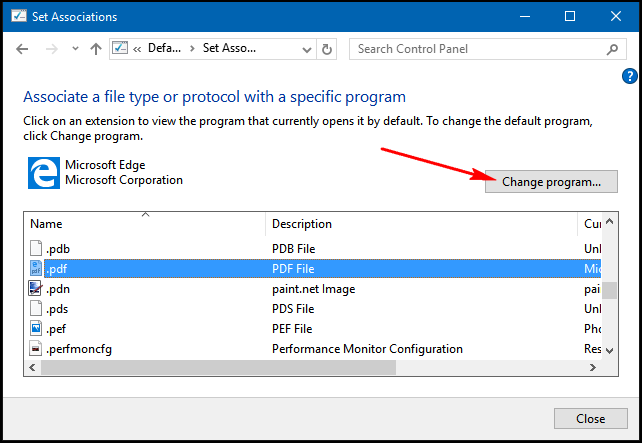 Set Associations
« Defa... › Set Asso...
Search Control Panel
?
Associate a file type or protocol with a specific program
Click on an extension to view the program that currently opens it by default. To change the default program,
click Change program.
Microsoft Edge
Microsoft Corporation
Change program...
Name Description Cu
.pdb PDB File Unl
.pdf PDF File Mic
.pdn paint.net Image pai
.pds PDS File Unl
.pef PEF File Pho
.perfmoncfg Performance Monitor Configuration Res
Close